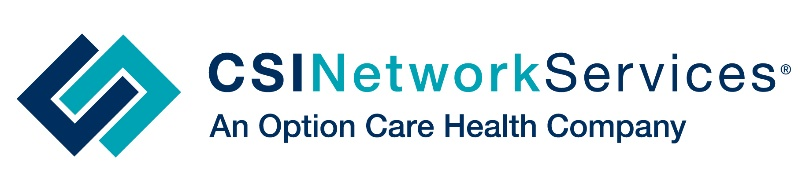 CSINetworkServices®
An Option Care Health Company